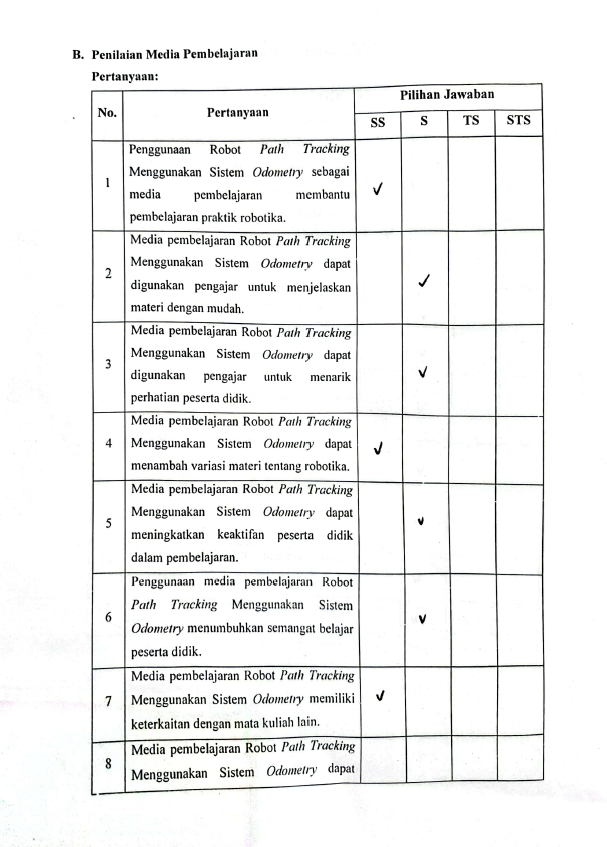 B. Penilaian Media Pembelajaran
Pertanyaan:
No. Pertanyaan Pilihan Jawaban
SS S TS STS
1
Penggunaan Robot Path Tracking
Menggunakan Sistem Odometry sebagai
media pembelajaran membantu
pembelajaran praktik robotika.
✓
2
Media pembelajaran Robot Path Tracking
Menggunakan Sistem Odometry dapat
digunakan pengajar untuk menjelaskan
materi dengan mudah.
✓
3
Media pembelajaran Robot Path Tracking
Menggunakan Sistem Odometry dapat
digunakan pengajar untuk menarik
perhatian peserta didik.
✓
4
Media pembelajaran Robot Path Tracking
Menggunakan Sistem Odometry dapat
menambah variasi materi tentang robotika.
✓
5
Media pembelajaran Robot Path Tracking
Menggunakan Sistem Odometry dapat
meningkatkan keaktifan peserta didik
dalam pembelajaran.
✓
6
Penggunaan media pembelajaran Robot
Path Tracking Menggunakan Sistem
Odometry menumbuhkan semangat belajar
peserta didik.
✓
7
Media pembelajaran Robot Path Tracking
Menggunakan Sistem Odometry memiliki
keterkaitan dengan mata kuliah lain.
✓
8
Media pembelajaran Robot Path Tracking
Menggunakan Sistem Odometry dapat